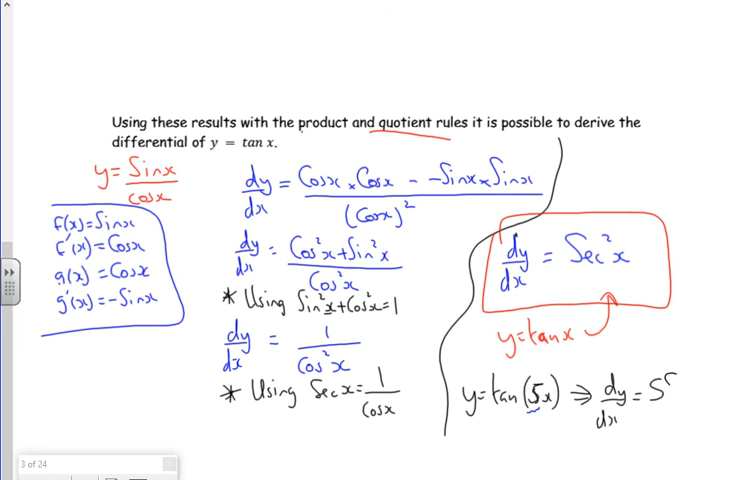 Using these results with the product and quotient rules it is possible to derive the
differential of y = tan x.
y = Sinx / Cosx
f(x) = Sinx
f'(x) = Cosx
g(x) = Cosx
g'(x) = -Sinx
dy/dx = Cosx × Cosx - -Sinx × Sinx / (Cosx)²
dy/dx = Cos²x + Sin²x / Cos²x
* Using Sin²x + Cos²x = 1
dy/dx = 1 / Cos²x
* Using Secx = 1 / Cosx
dy/dx = Sec²x
y = tanx
y = tan(5x) ⇒ dy/dx = 5
3 of 24